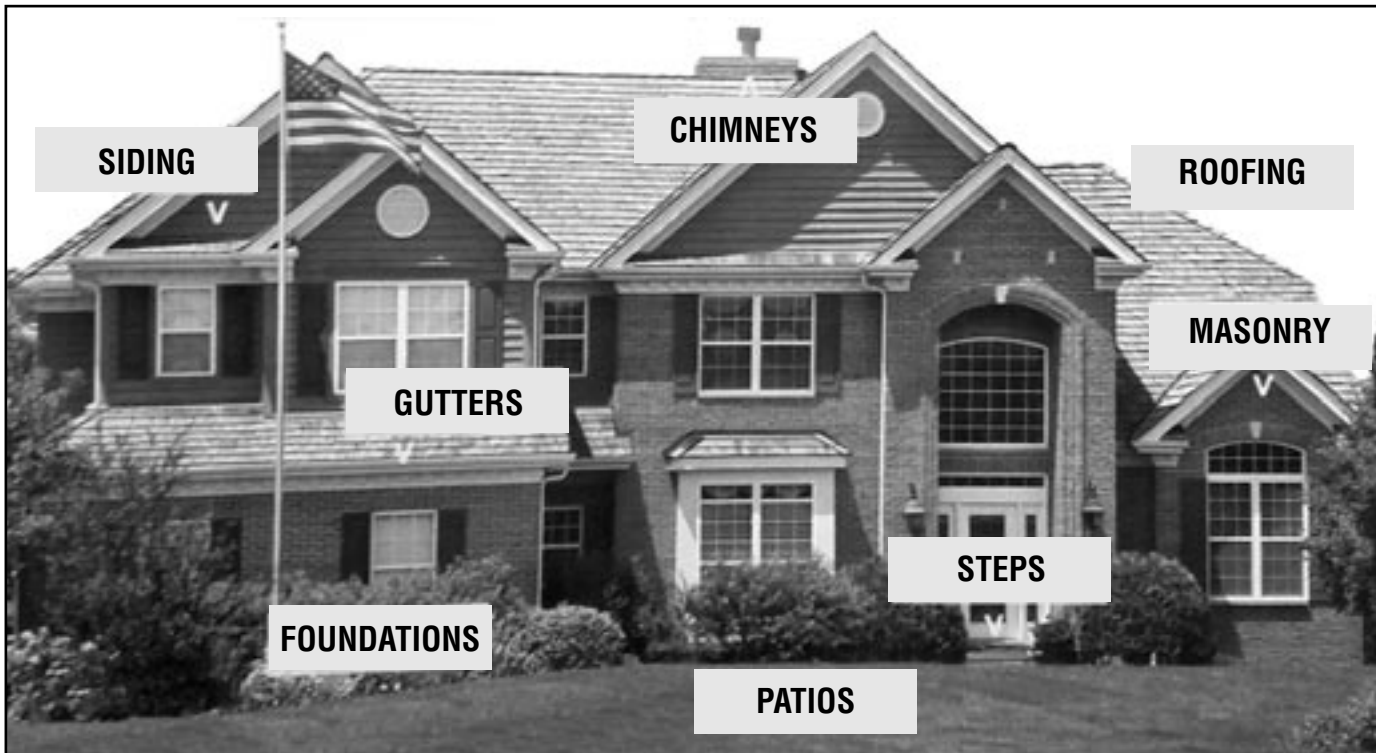 CHIMNEYS
SIDING
ROOFING
MASONRY
GUTTERS
STEPS
FOUNDATIONS
PATIOS